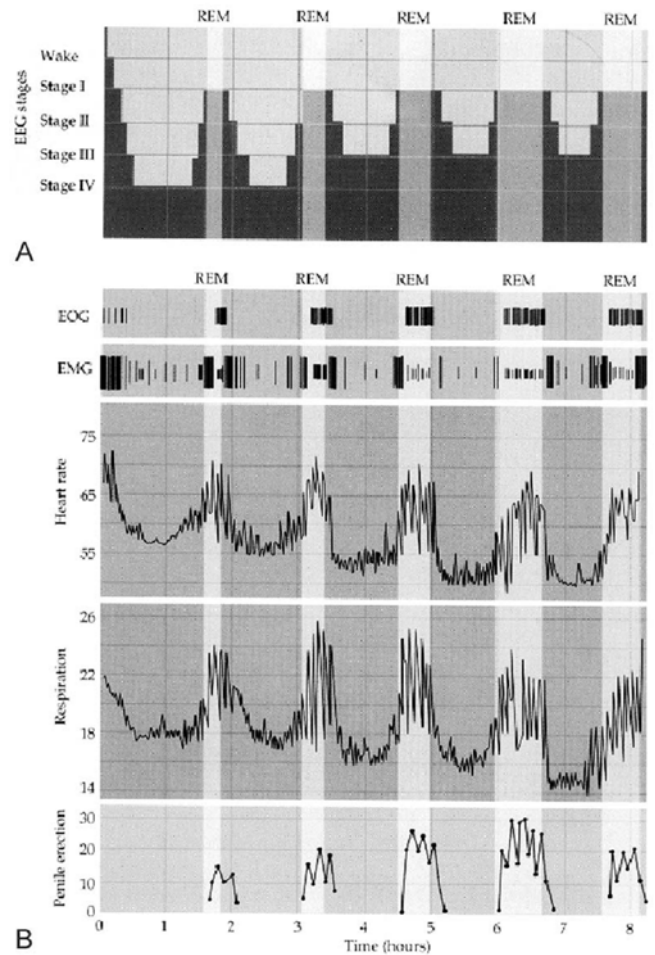 REM REM REM REM REM
Wake
Stage I
Stage II
Stage III
Stage IV
EEG stages
A
REM REM REM REM REM
EOG
EMG
75
65
55
Heart rate
26
22
18
14
Respiration
30
20
10
0
Penile erection
0 1 2 3 4 5 6 7 8
Time (hours)
B